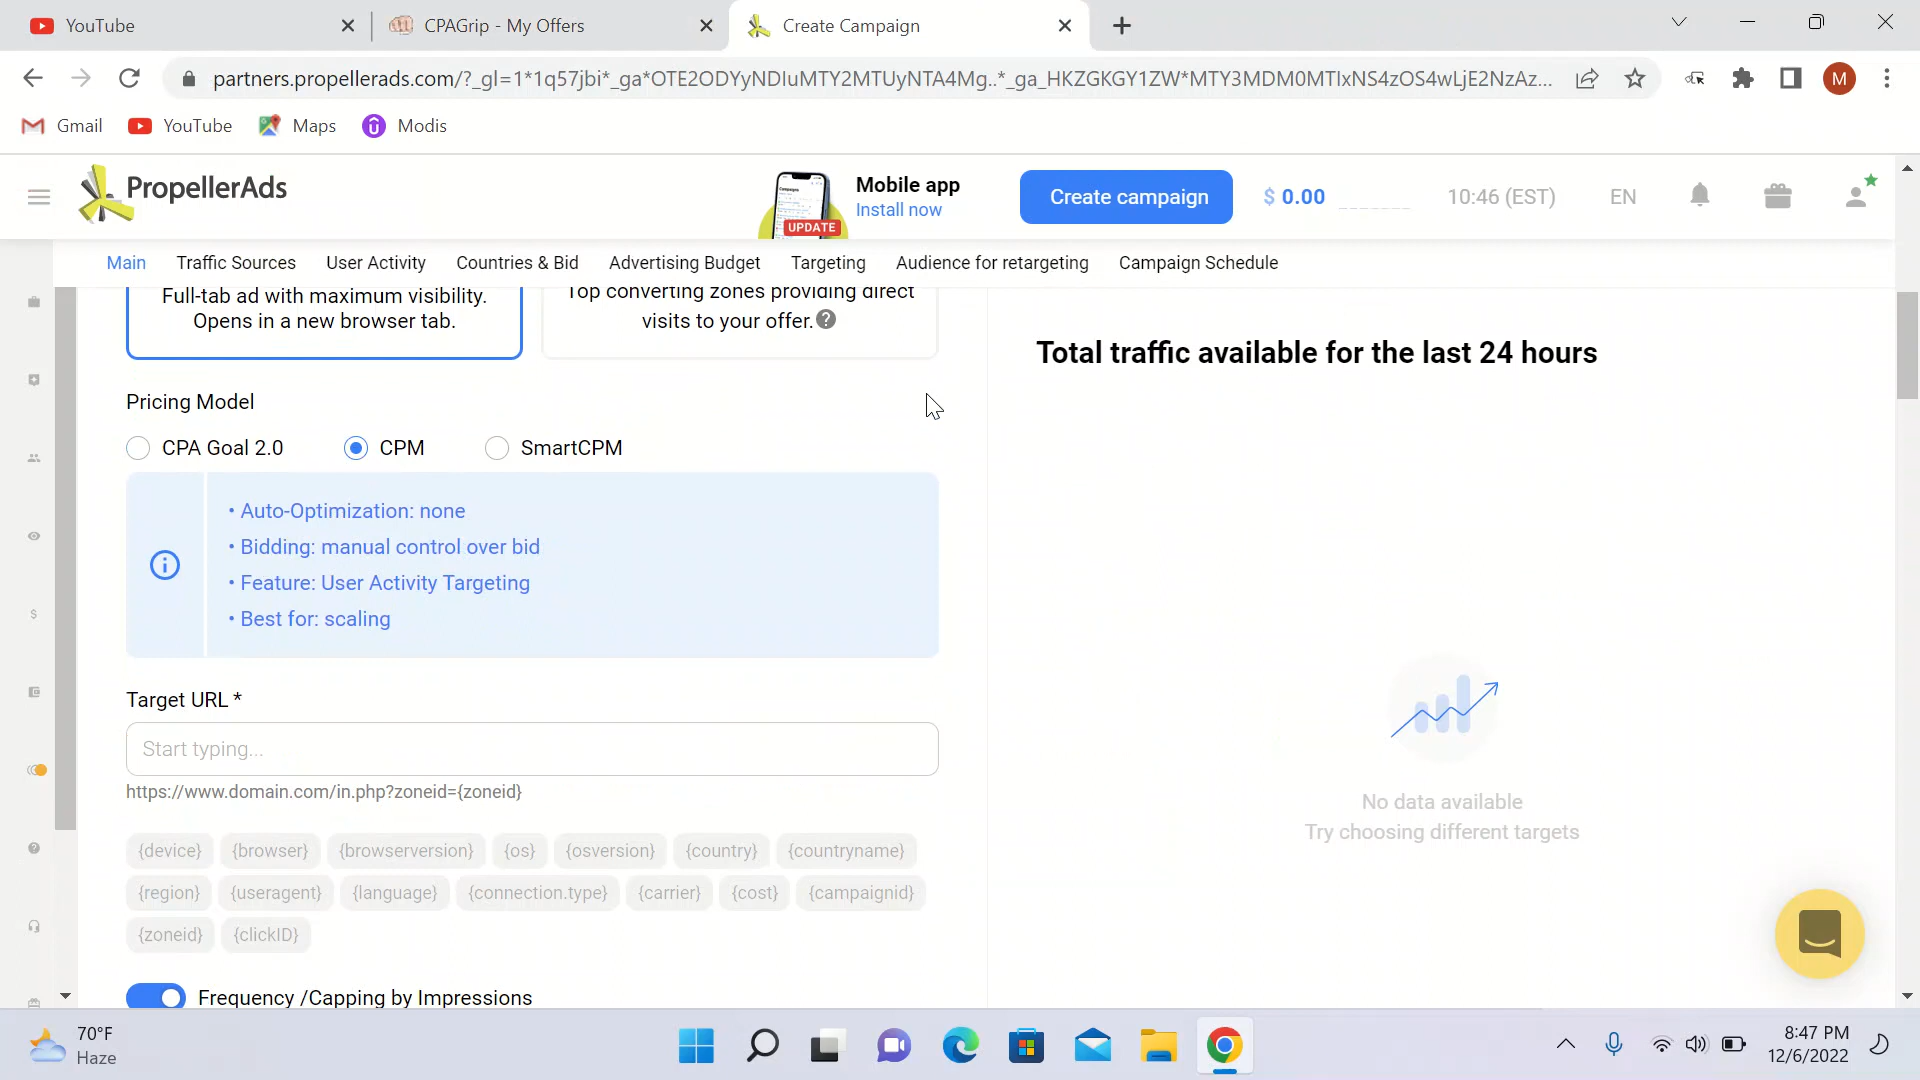 YouTube
CPAGrip - My Offers
Create Campaign
partners.propellerads.com/?_gl=1*1q57jbi*_ga*OTE2ODYyNDIuMTY2MTUyNTA4Mg..*_ga_HKZGKGY1ZW*MTY3MDM0MTIxNS4zOS4wLjE2NzAz...
M
Gmail
YouTube
Maps
Modis
PropellerAds
UPDATE
Mobile app
Install now
Create campaign
$ 0.00
10:46 (EST)
EN
Main
Traffic Sources
User Activity
Countries & Bid
Advertising Budget
Targeting
Audience for retargeting
Campaign Schedule
Full-tab ad with maximum visibility.
Opens in a new browser tab.
Top converting zones providing direct
visits to your offer.
Total traffic available for the last 24 hours
Pricing Model
CPA Goal 2.0
CPM
SmartCPM
• Auto-Optimization: none
• Bidding: manual control over bid
• Feature: User Activity Targeting
• Best for: scaling
Target URL *
Start typing...
https://www.domain.com/in.php?zoneid={zoneid}
{device} {browser} {browserversion} {os} {osversion} {country} {countryname}
{region} {useragent} {language} {connection.type} {carrier} {cost} {campaignid}
{zoneid} {clickID}
Frequency /Capping by Impressions
No data available
Try choosing different targets
70°F
Haze
8:47 PM
12/6/2022